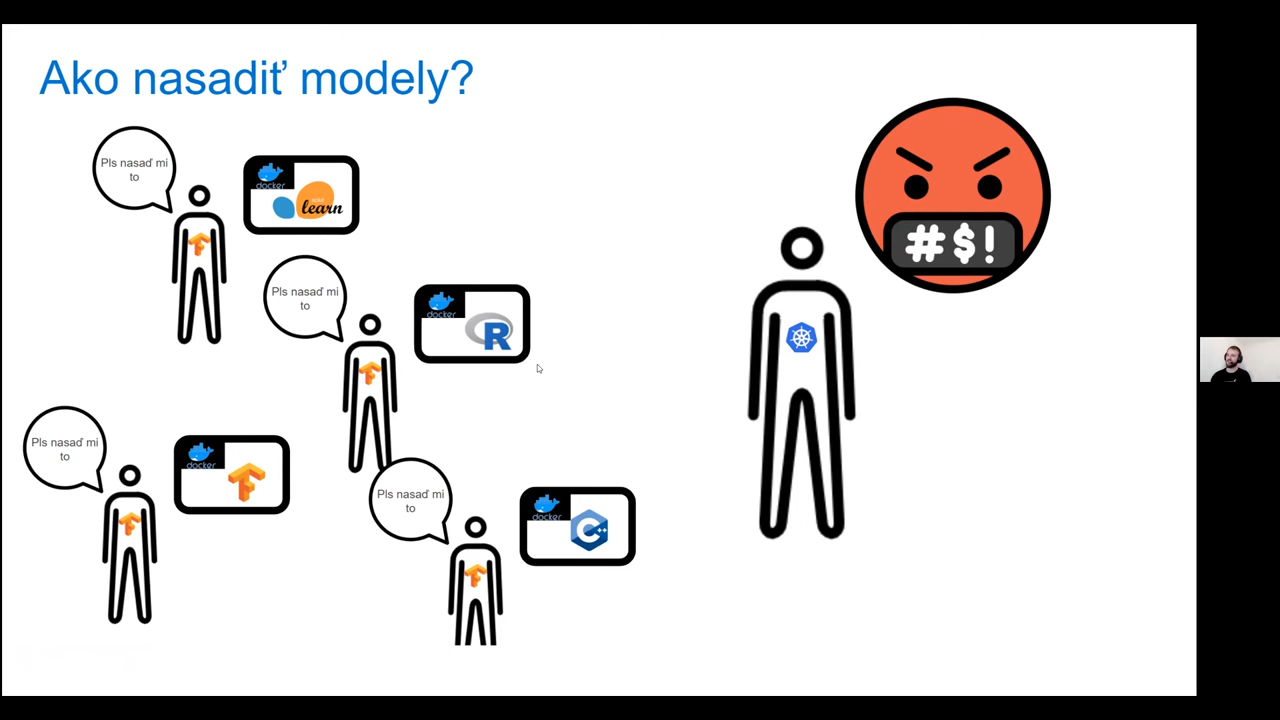 Ako nasadiť modely?
Pls nasaď mi
to
docker
learn
Pls nasaď mi
to
docker
R
#$!
Pls nasaď mi
to
docker
Pls nasaď mi
to
docker
C++